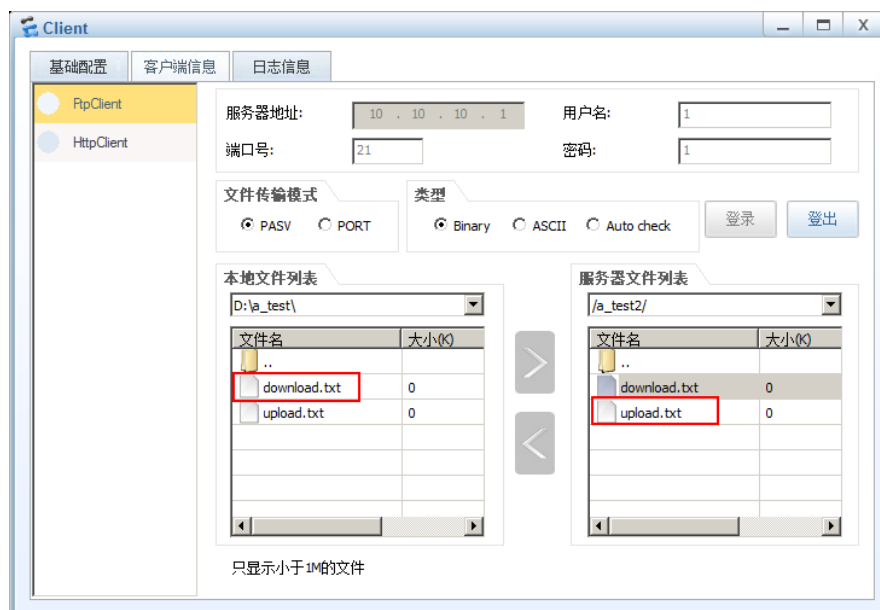 Client
基础配置 客户端信息 日志信息
FtpClient
HttpClient
服务器地址: 10 . 10 . 10 . 1 用户名: 1
端口号: 21 密码: 1
文件传输模式 类型
PASV PORT Binary ASCII Auto check 登录 登出
本地文件列表
D:\a_test\
文件名 大小(K)
..
download.txt 0
upload.txt 0
服务器文件列表
/a_test2/
文件名 大小(K)
..
download.txt 0
upload.txt 0
只显示小于1M的文件